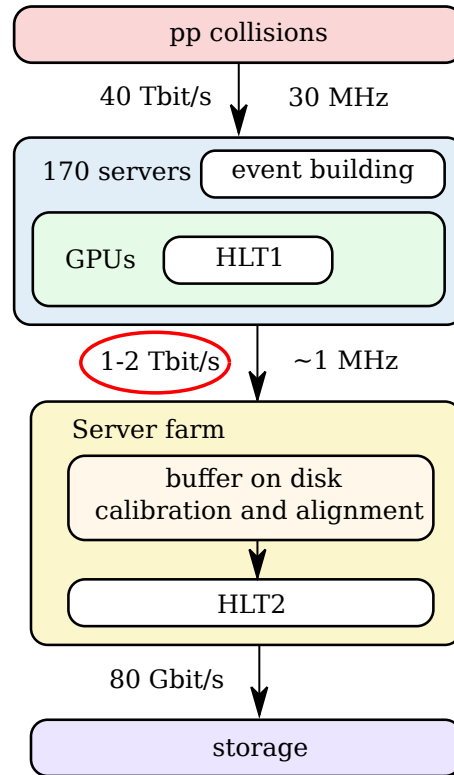 pp collisions
40 Tbit/s
30 MHz
170 servers
event building
GPUs
HLT1
1-2 Tbit/s
~1 MHz
Server farm
buffer on disk
calibration and alignment
HLT2
80 Gbit/s
storage